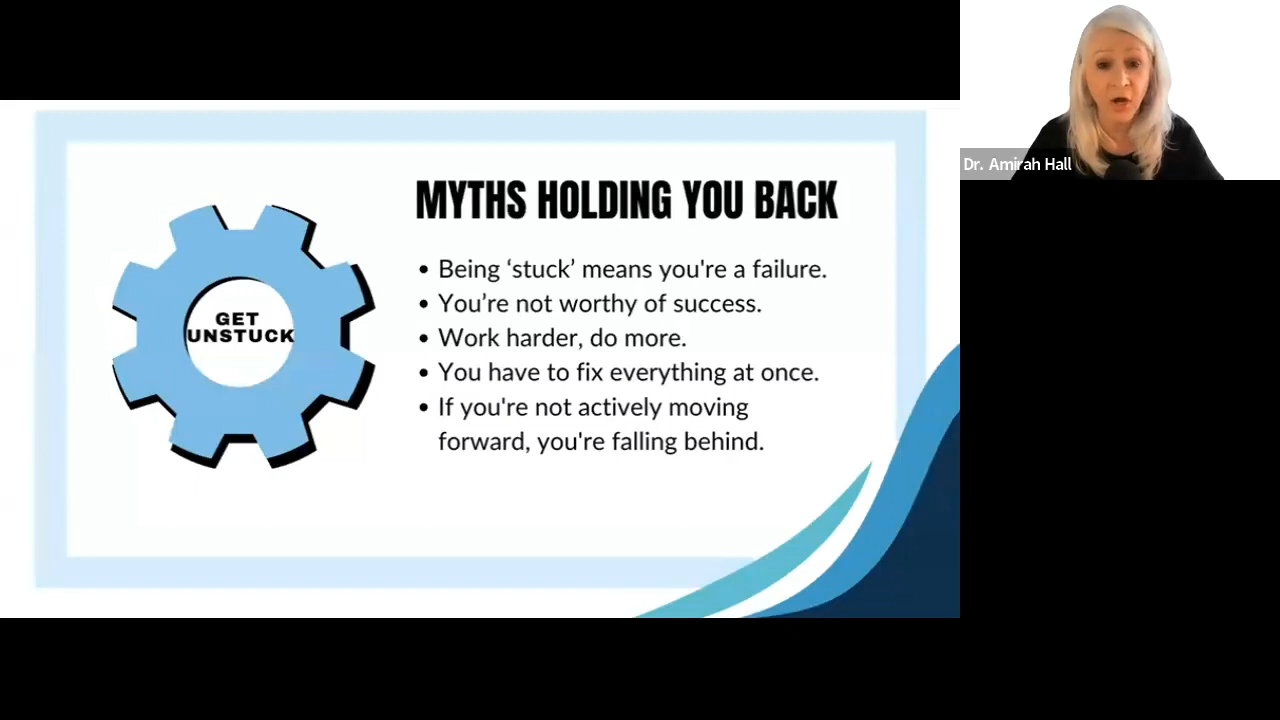 MYTHS HOLDING YOU BACK
• Being ‘stuck’ means you're a failure.
• You’re not worthy of success.
• Work harder, do more.
• You have to fix everything at once.
• If you're not actively moving
forward, you're falling behind.
GET
UNSTUCK
Dr. Amirah Hall